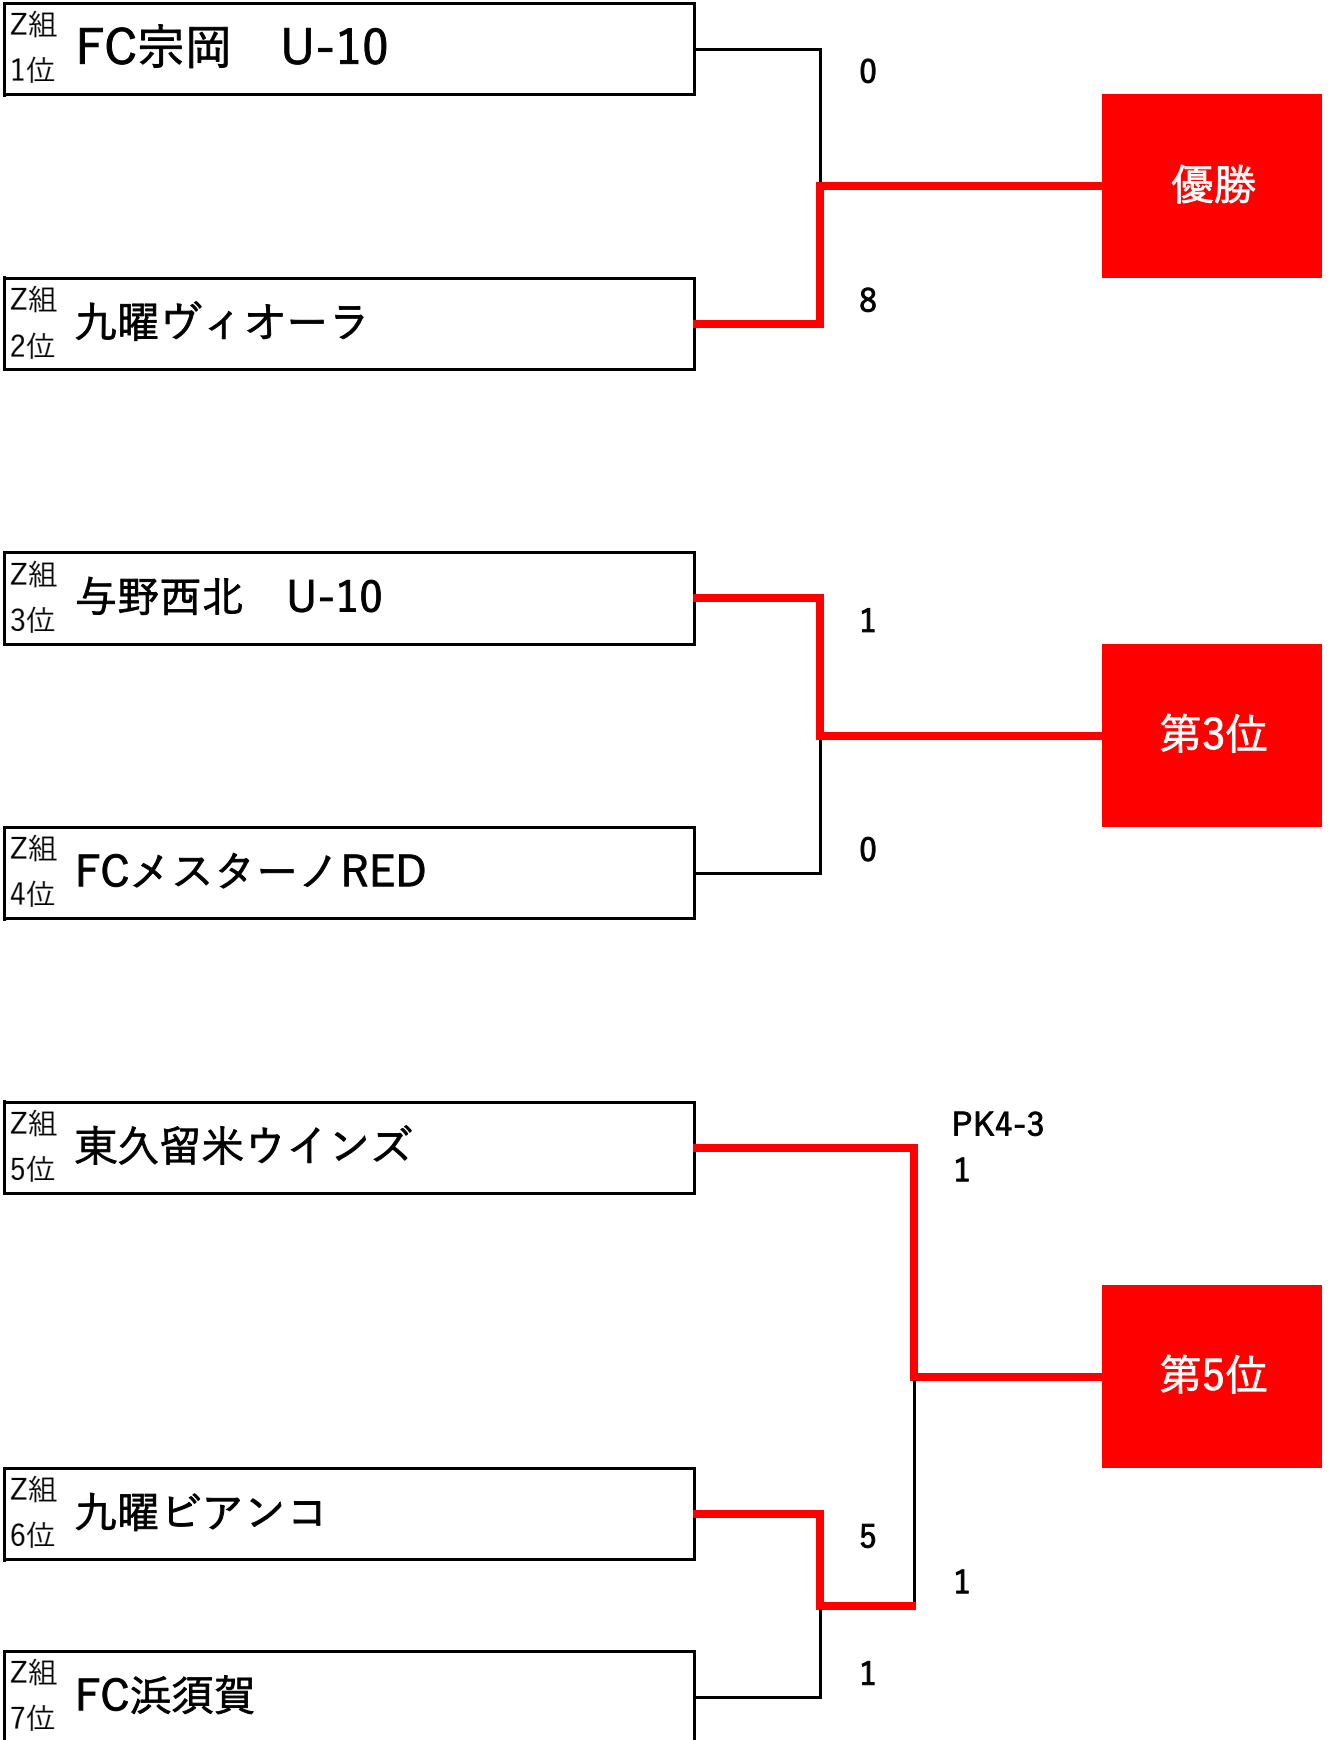 Z組
1位
FC宗岡　U-10
0
優勝
8
Z組
2位
九曜ヴィオーラ
Z組
3位
与野西北　U-10
1
第3位
0
Z組
4位
FCメスターノRED
Z組
5位
東久留米ウインズ
PK4-3
1
第5位
Z組
6位
九曜ビアンコ
5
1
1
Z組
7位
FC浜須賀